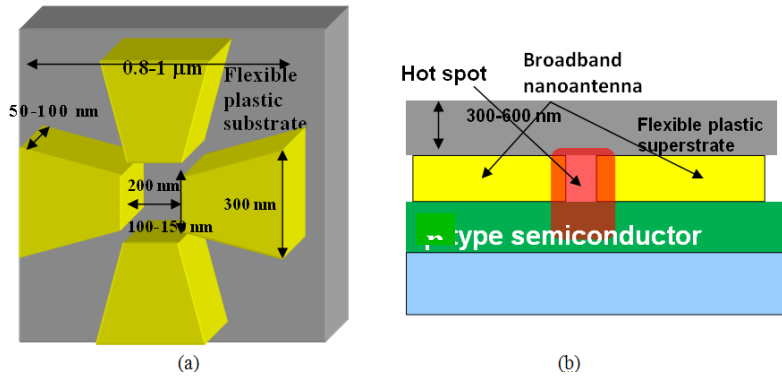 0.8-1 μm
Flexible
plastic
substrate
50-100 nm
200 nm
300 nm
100-150 nm
(a)
Hot spot
Broadband
nanoantenna
300-600 nm
Flexible plastic
superstrate
type semiconductor
(b)